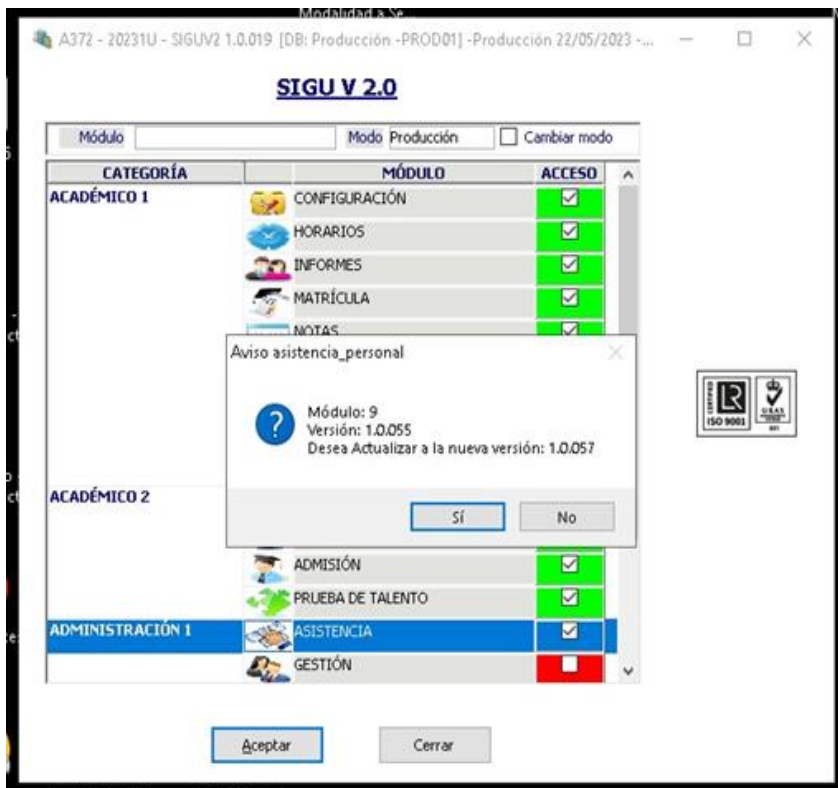 Modalidad a Se...
A372 - 20231U - SIGUV2 1.0.019 [DB: Producción -PROD01] -Producción 22/05/2023 -...
SIGU V 2.0
Módulo Modo Producción Cambiar modo
CATEGORÍA MÓDULO ACCESO
ACADÉMICO 1 CONFIGURACIÓN
HORARIOS
INFORMES
MATRÍCULA
NOTAS
Aviso asistencia_personal
Módulo: 9
Versión: 1.0.055
Desea Actualizar a la nueva versión: 1.0.057
Sí No
LR
ISO 9001
UKAS
ACADÉMICO 2
ADMISIÓN
PRUEBA DE TALENTO
ADMINISTRACIÓN 1 ASISTENCIA
GESTIÓN
Aceptar Cerrar